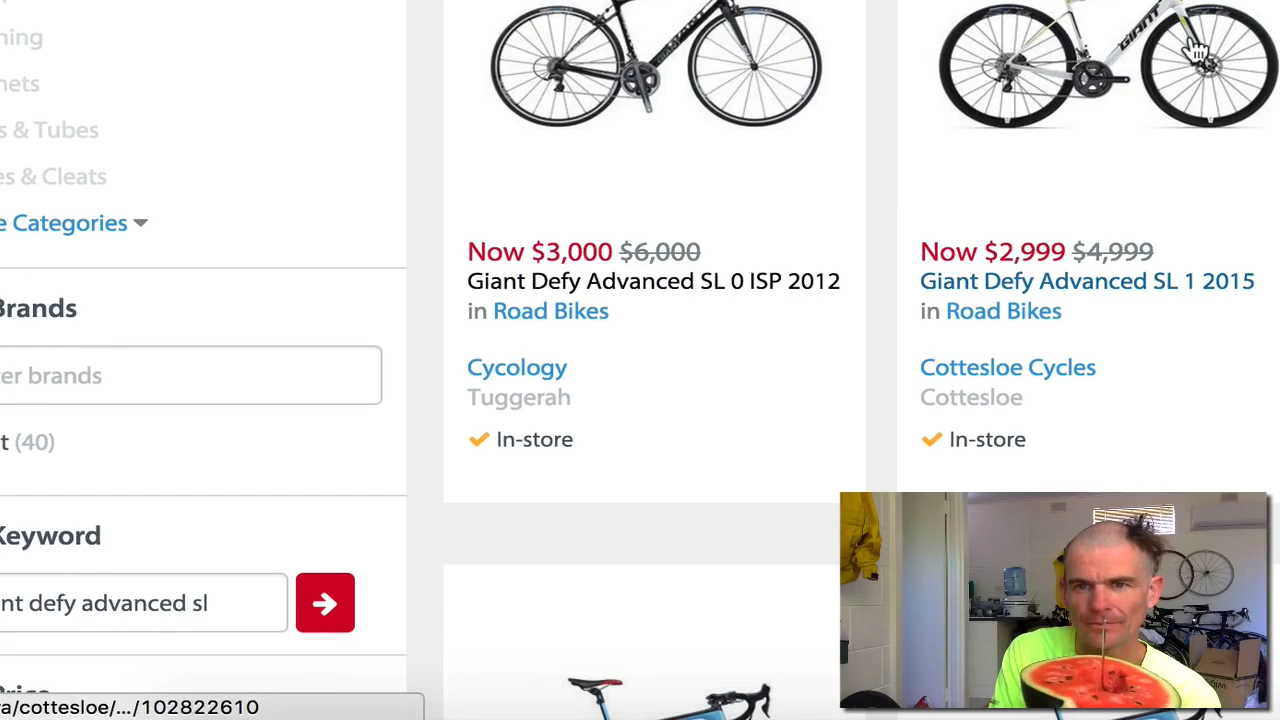 ning
nets
s & Tubes
es & Cleats
e Categories
Brands
er brands
t (40)
Keyword
nt defy advanced sl
Price
a/cottesloe/.../102822610
GIANT
Now $3,000 $6,000
Giant Defy Advanced SL 0 ISP 2012
in Road Bikes
Cycology
Tuggerah
In-store
Now $2,999 $4,999
Giant Defy Advanced SL 1 2015
in Road Bikes
Cottesloe Cycles
Cottesloe
In-store